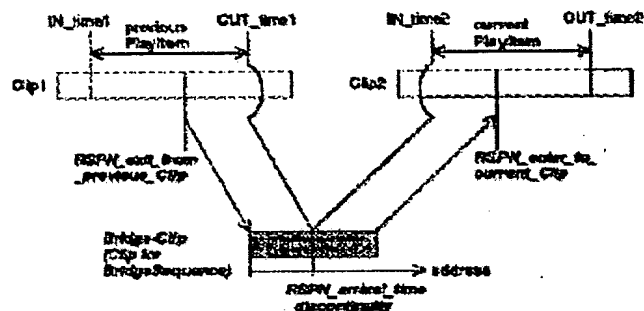 IN_time1
previous
PlayItem
OUT_time1
IN_time2
current
PlayItem
OUT_time2
Clip1
Clip2
RSPN_exit_from
_previous_Clip
RSPN_enter_to_
current_Clip
Bridge-Clip
(Clip for
BridgeSequence)
address
RSPN_arrival_time
discontinuity